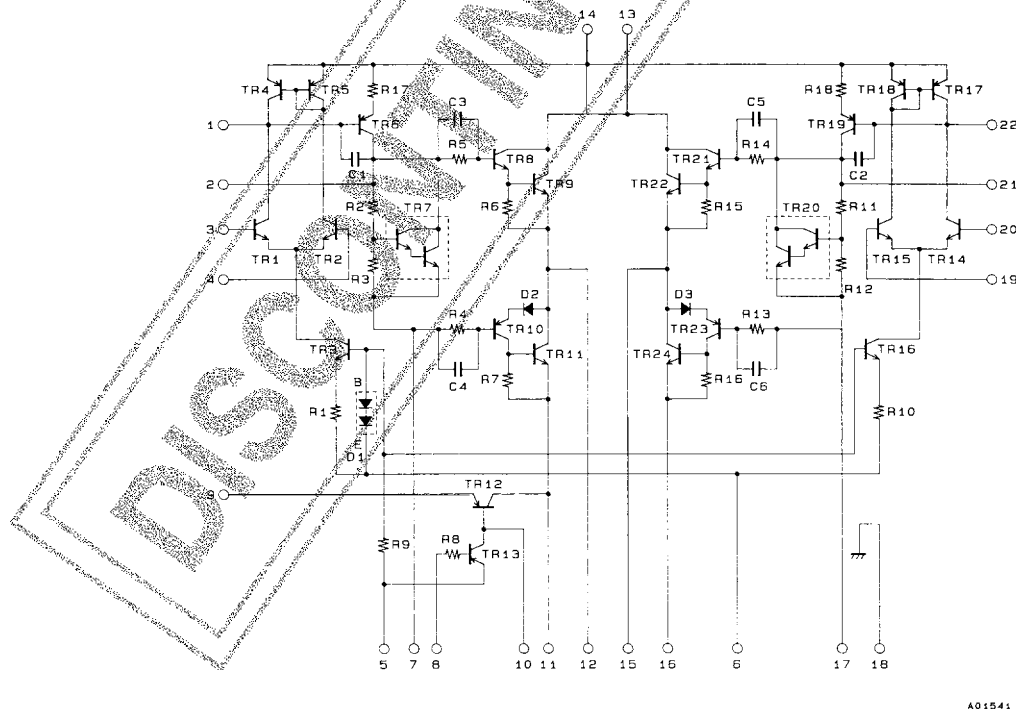 14 13
TR4 TR5 R17 C3 C5 R18 TR18 TR17
1 TR6 R5 R14 TR19 22
C1 TR8 TR21 C2
2 TR9 TR22 21
R2 TR7 R6 R15 TR20 R11
3 20
TR1 TR2 TR15 TR14
4 R3 R12 19
D2 D3
R4 R13
TR10 TR23
TR3 TR11 TR24 TR16
C4 R7 R16 C6
B
R1 R10
E
D1
TR12
9
R9 R8 TR13
5 7 8 10 11 12 15 16 6 17 18
A01541